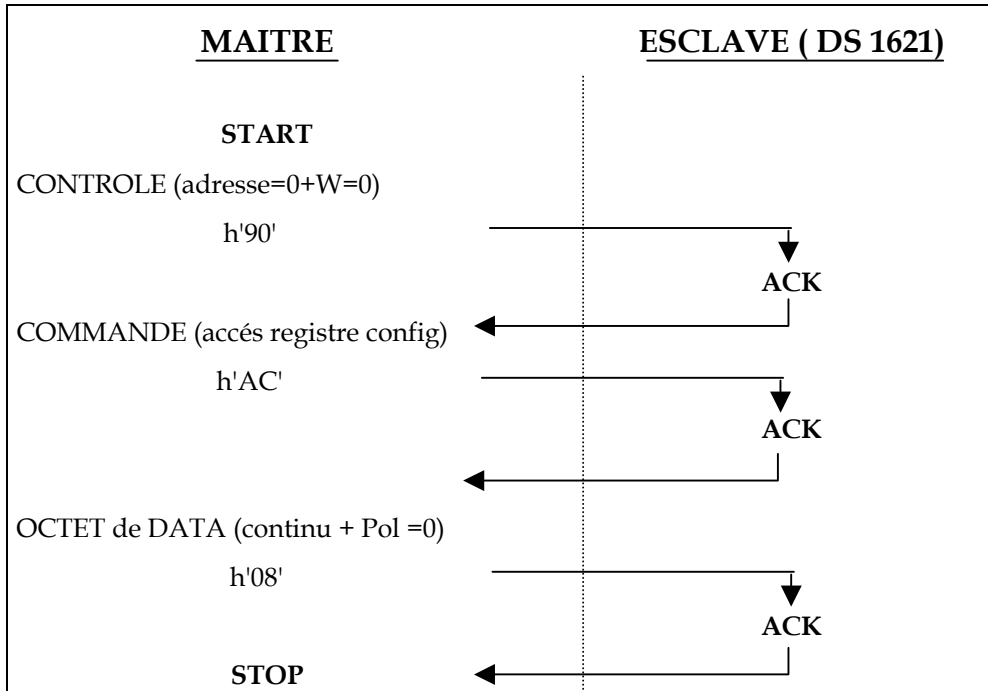 MAITRE
ESCLAVE ( DS 1621)
START
CONTROLE (adresse=0+W=0)
h'90'
ACK
COMMANDE (accés registre config)
h'AC'
ACK
OCTET de DATA (continu + Pol =0)
h'08'
ACK
STOP